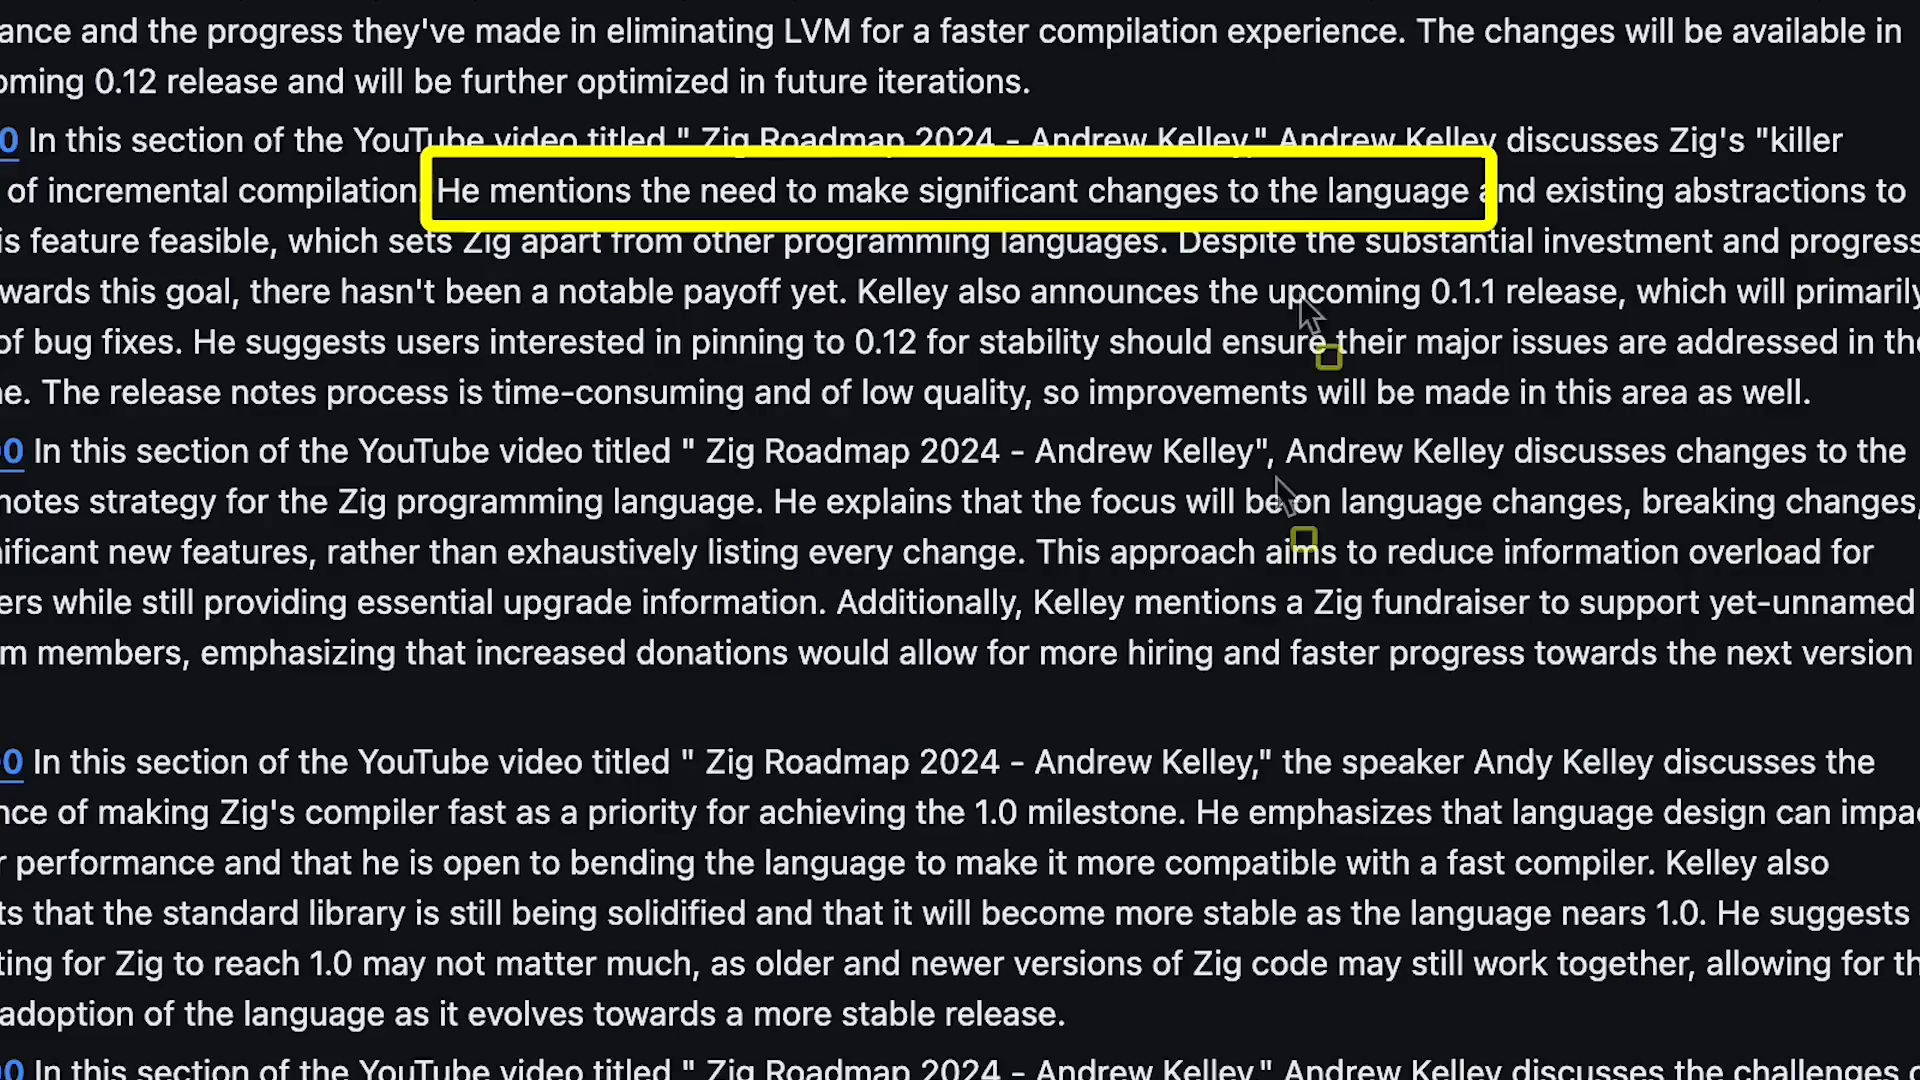 ance and the progress they've made in eliminating LVM for a faster compilation experience. The changes will be available in
oming 0.12 release and will be further optimized in future iterations.
0 In this section of the YouTube video titled " Zig Roadmap 2024 - Andrew Kelley," Andrew Kelley discusses Zig's "killer
of incremental compilation. He mentions the need to make significant changes to the language and existing abstractions to
is feature feasible, which sets Zig apart from other programming languages. Despite the substantial investment and progress
wards this goal, there hasn't been a notable payoff yet. Kelley also announces the upcoming 0.1.1 release, which will primarily
of bug fixes. He suggests users interested in pinning to 0.12 for stability should ensure their major issues are addressed in the
e. The release notes process is time-consuming and of low quality, so improvements will be made in this area as well.
00 In this section of the YouTube video titled " Zig Roadmap 2024 - Andrew Kelley", Andrew Kelley discusses changes to the
notes strategy for the Zig programming language. He explains that the focus will be on language changes, breaking changes,
nificant new features, rather than exhaustively listing every change. This approach aims to reduce information overload for
ers while still providing essential upgrade information. Additionally, Kelley mentions a Zig fundraiser to support yet-unnamed
m members, emphasizing that increased donations would allow for more hiring and faster progress towards the next version
00 In this section of the YouTube video titled " Zig Roadmap 2024 - Andrew Kelley," the speaker Andy Kelley discusses the
nce of making Zig's compiler fast as a priority for achieving the 1.0 milestone. He emphasizes that language design can impac
r performance and that he is open to bending the language to make it more compatible with a fast compiler. Kelley also
ts that the standard library is still being solidified and that it will become more stable as the language nears 1.0. He suggests
ting for Zig to reach 1.0 may not matter much, as older and newer versions of Zig code may still work together, allowing for th
adoption of the language as it evolves towards a more stable release.
00 In this section of the YouTube video titled " Zig Roadmap 2024 - Andrew Kelley," Andrew Kelley discusses the challenges o